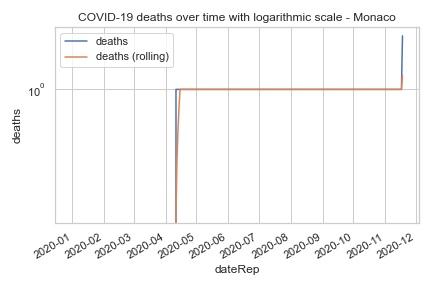 COVID-19 deaths over time with logarithmic scale - Monaco
deaths
deaths (rolling)
10⁰
deaths
2020-01
2020-02
2020-03
2020-04
2020-05
2020-06
2020-07
2020-08
2020-09
2020-10
2020-11
2020-12
dateRep